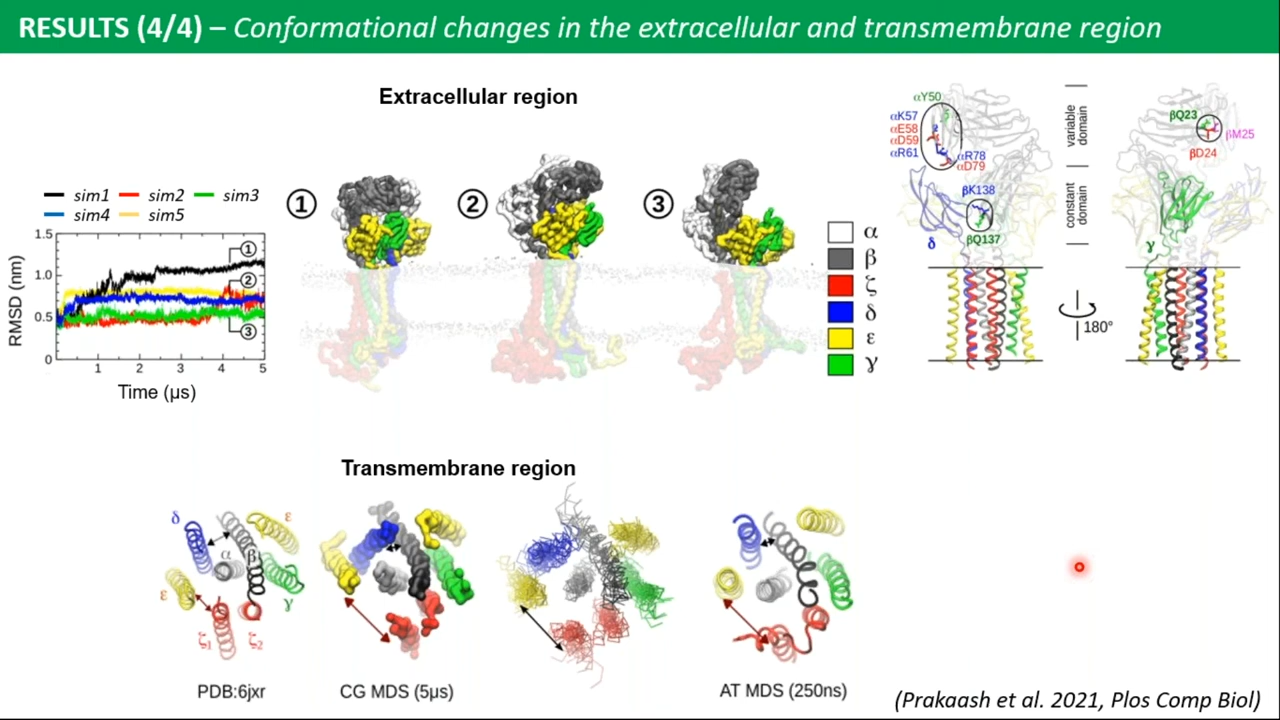 RESULTS (4/4) – Conformational changes in the extracellular and transmembrane region
Extracellular region
sim1 sim2 sim3
sim4 sim5
RMSD (nm)
1.5
1.0
0.5
0
1 2 3 4 5
Time (µs)
①
②
③
① ② ③
α
β
ζ
δ
ε
γ
αY50
αK57
αE58
αD59
αR61
αR78
αD79
βK138
βQ137
δ
variable domain
constant domain
180°
βQ23
βM25
βD24
γ
Transmembrane region
δ ε
α β
ε γ
ζ1 ζ2
PDB:6jxr
CG MDS (5µs)
AT MDS (250ns)
(Prakaash et al. 2021, Plos Comp Biol)